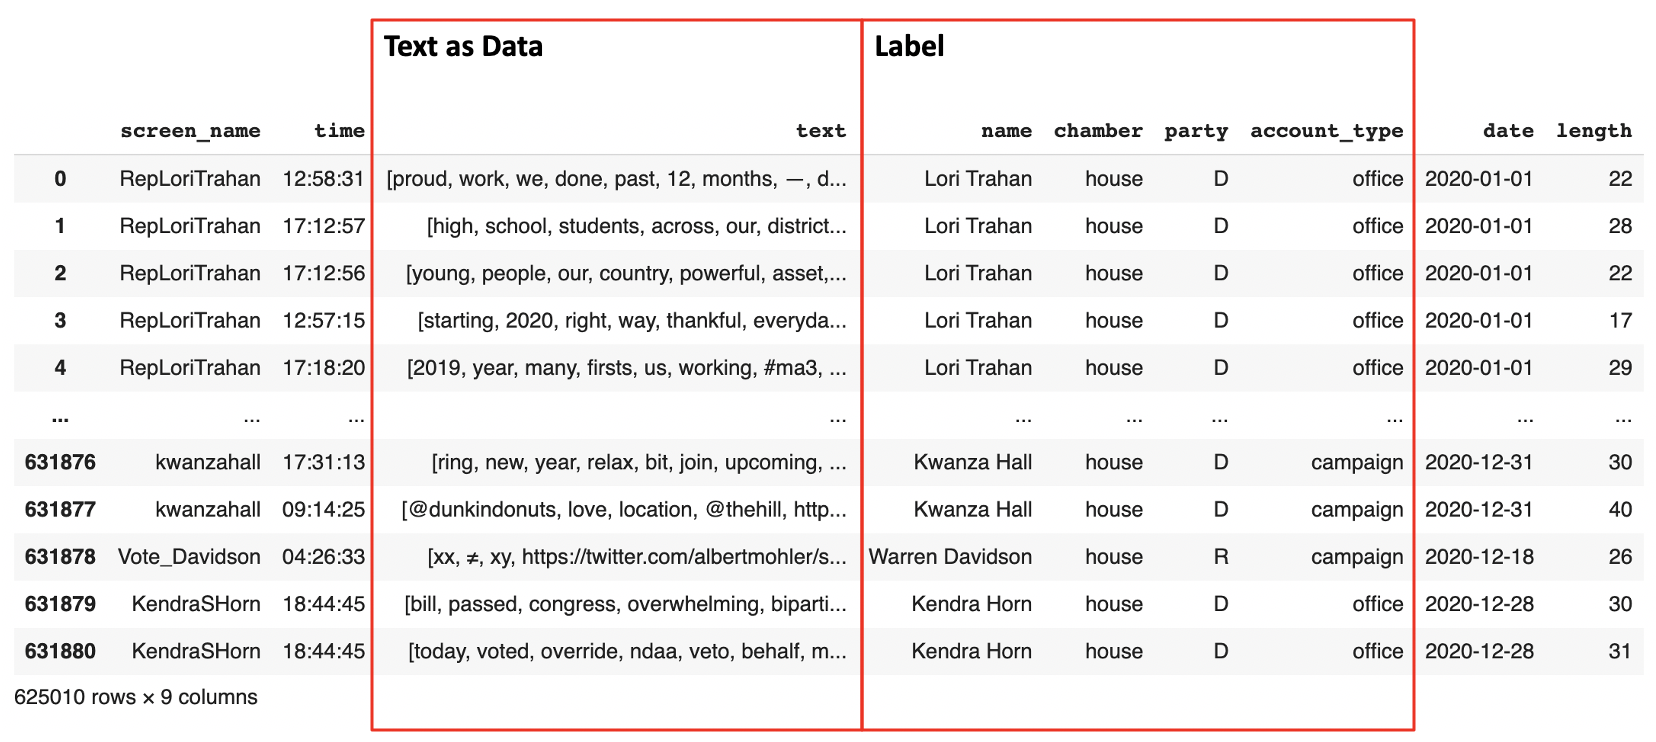 Text as Data Label
screen_name time text name chamber party account_type date length
0 RepLoriTrahan 12:58:31 [proud, work, we, done, past, 12, months, —, d... Lori Trahan house D office 2020-01-01 22
1 RepLoriTrahan 17:12:57 [high, school, students, across, our, district... Lori Trahan house D office 2020-01-01 28
2 RepLoriTrahan 17:12:56 [young, people, our, country, powerful, asset,... Lori Trahan house D office 2020-01-01 22
3 RepLoriTrahan 12:57:15 [starting, 2020, right, way, thankful, everyda... Lori Trahan house D office 2020-01-01 17
4 RepLoriTrahan 17:18:20 [2019, year, many, firsts, us, working, #ma3, ... Lori Trahan house D office 2020-01-01 29
... ... ... ... ... ... ... ... ... ...
631876 kwanzahall 17:31:13 [ring, new, year, relax, bit, join, upcoming, ... Kwanza Hall house D campaign 2020-12-31 30
631877 kwanzahall 09:14:25 [@dunkindonuts, love, location, @thehill, http... Kwanza Hall house D campaign 2020-12-31 40
631878 Vote_Davidson 04:26:33 [xx, ≠, xy, https://twitter.com/albertmohler/s... Warren Davidson house R campaign 2020-12-18 26
631879 KendraSHorn 18:44:45 [bill, passed, congress, overwhelming, biparti... Kendra Horn house D office 2020-12-28 30
631880 KendraSHorn 18:44:45 [today, voted, override, ndaa, veto, behalf, m... Kendra Horn house D office 2020-12-28 31
625010 rows × 9 columns